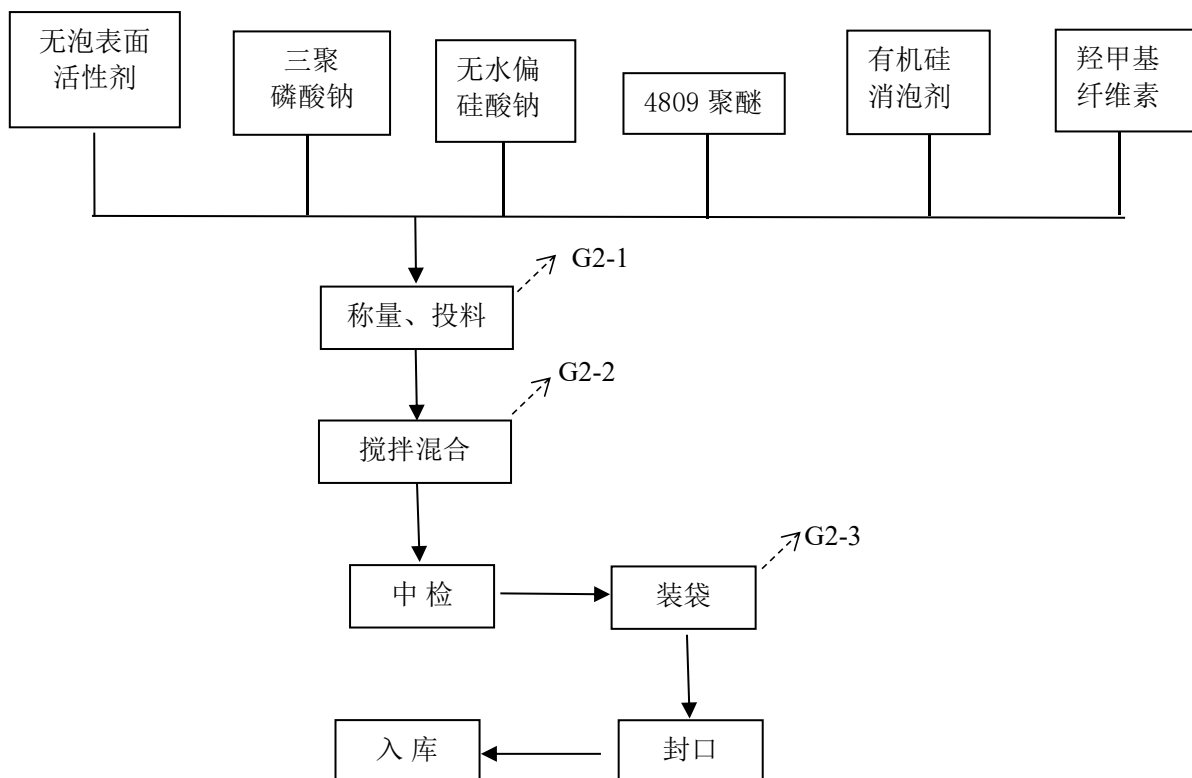 无泡表面
活性剂
三聚
磷酸钠
无水偏
硅酸钠
4809 聚醚
有机硅
消泡剂
羟甲基
纤维素
G2-1
称量、投料
G2-2
搅拌混合
G2-3
中 检
装袋
入 库
封口